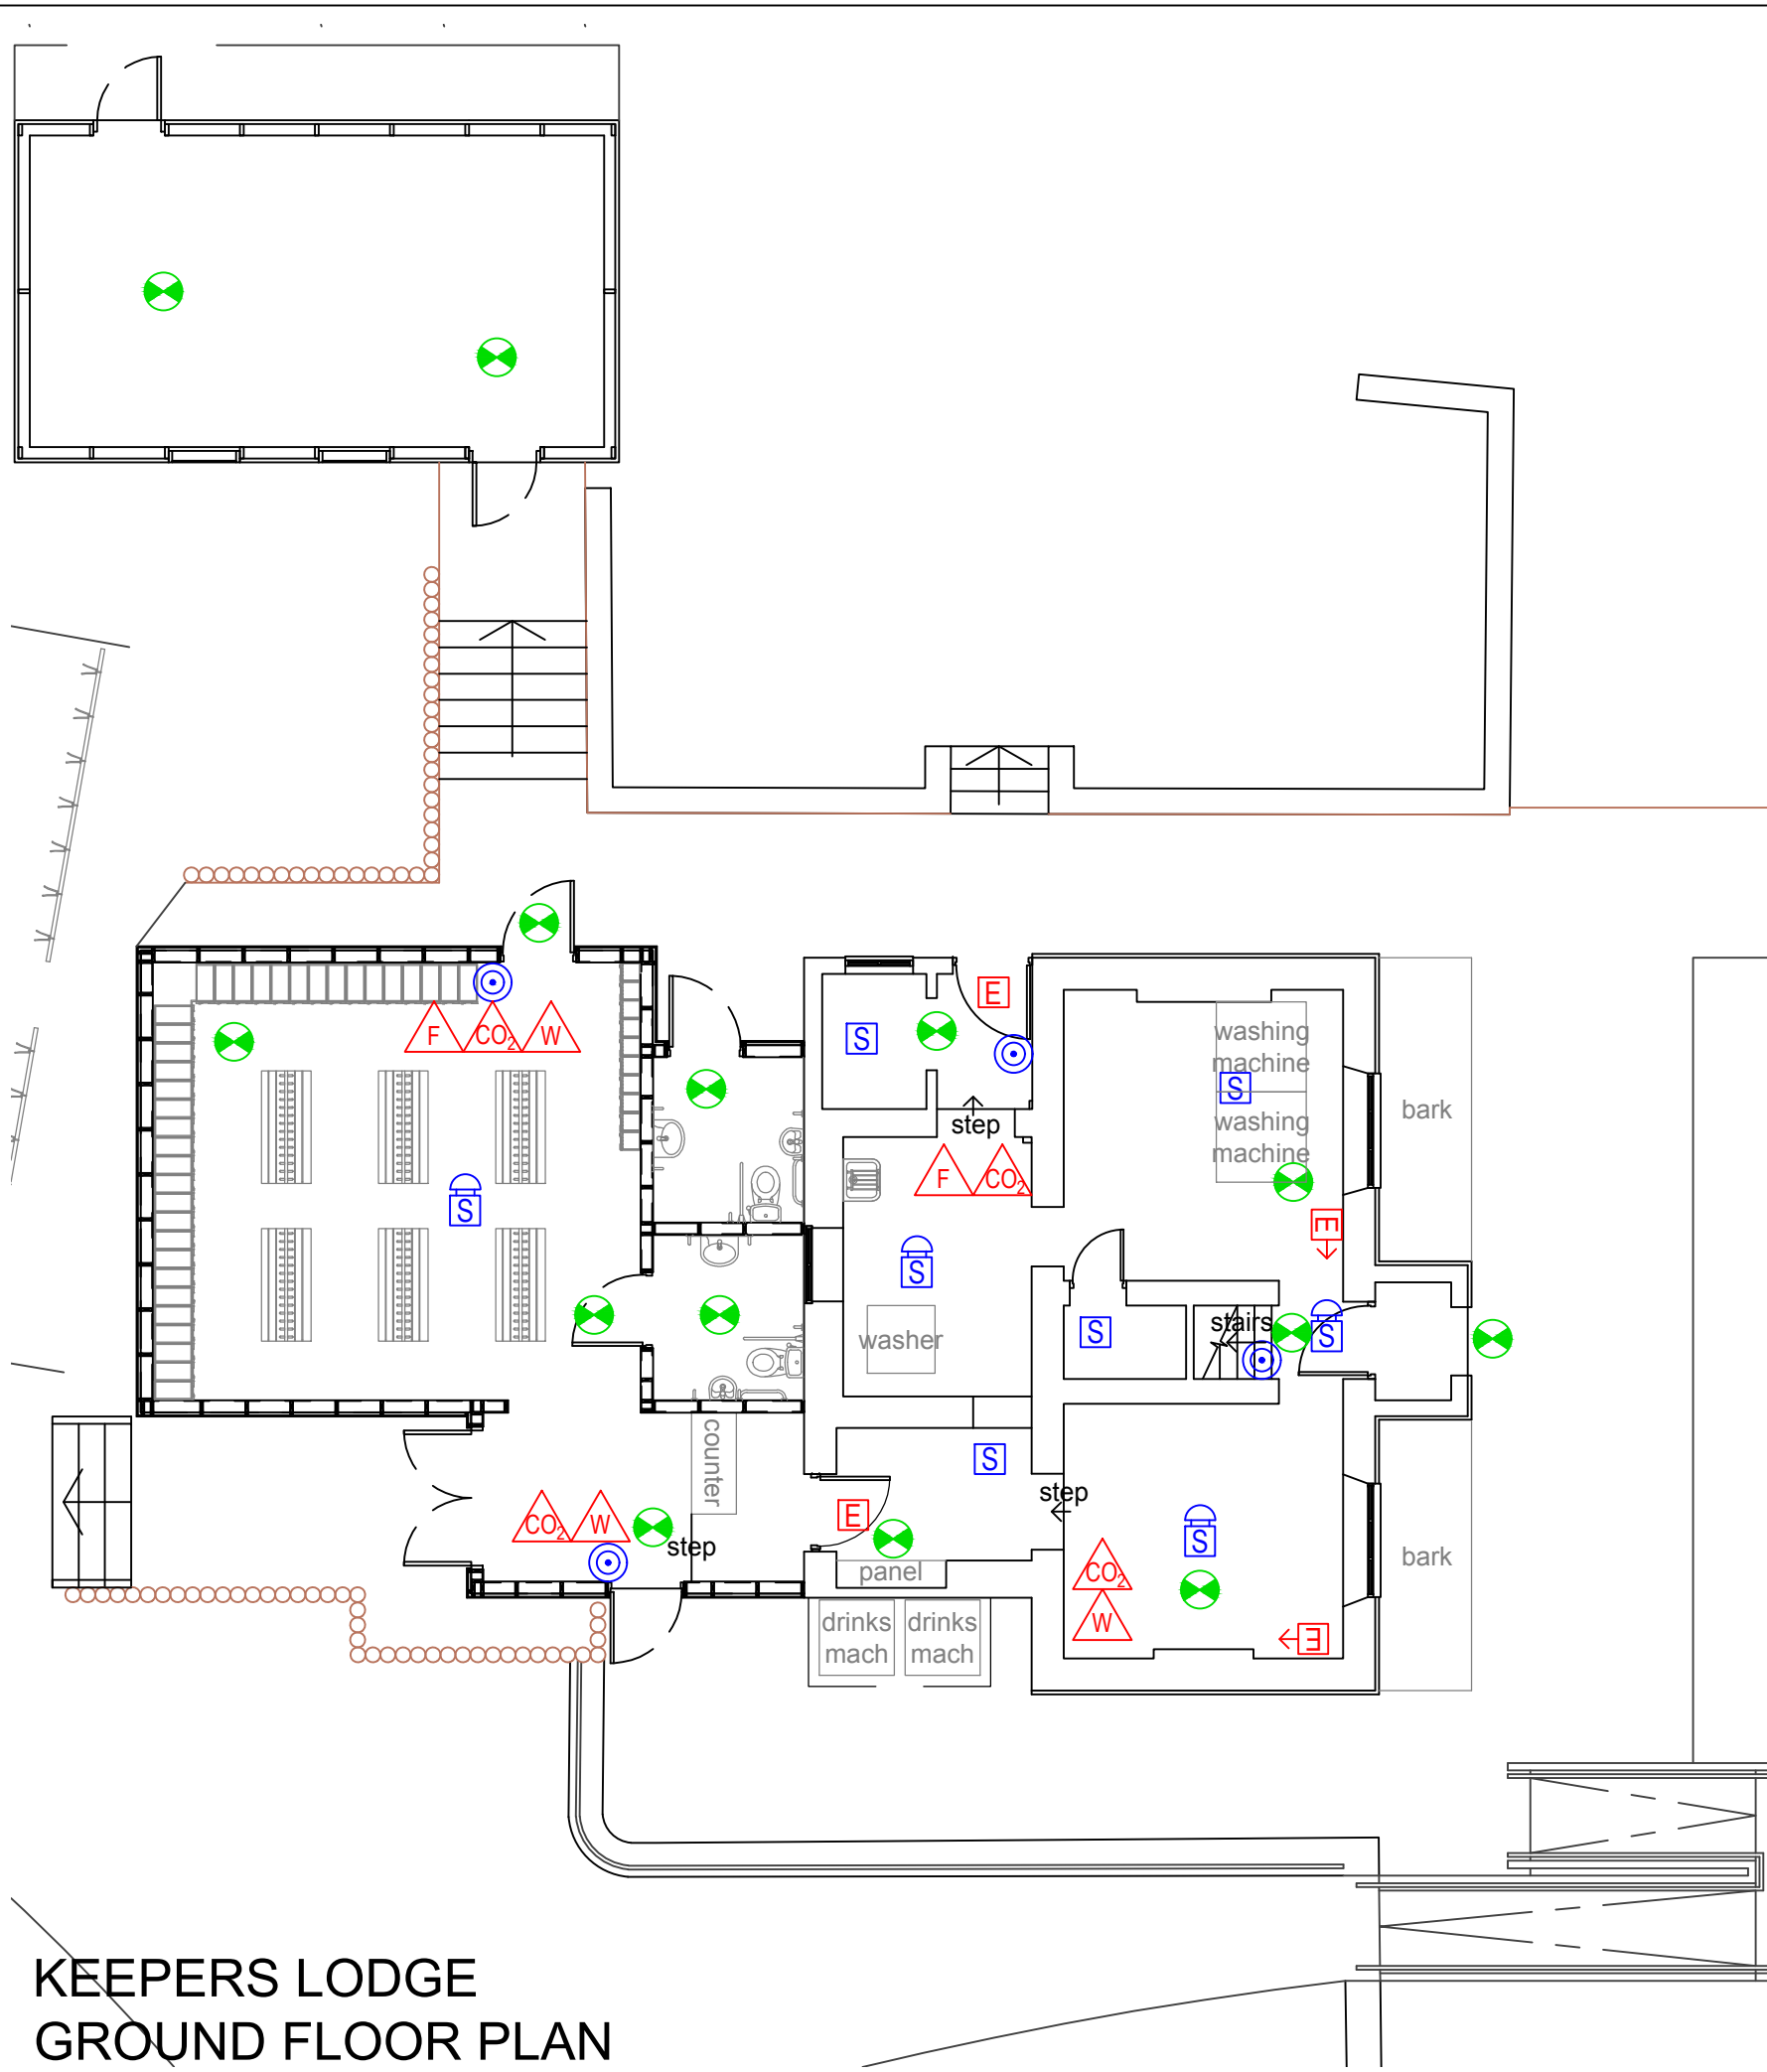 E
S
washing
machine
S
washing
machine
bark
F CO2 W
step
F CO2
S
E
S
washer
S
stairs
S
counter
S
step
E
CO2 W
step
S
bark
panel
CO2
W
drinks
mach
drinks
mach
E
KEEPERS LODGE
GROUND FLOOR PLAN